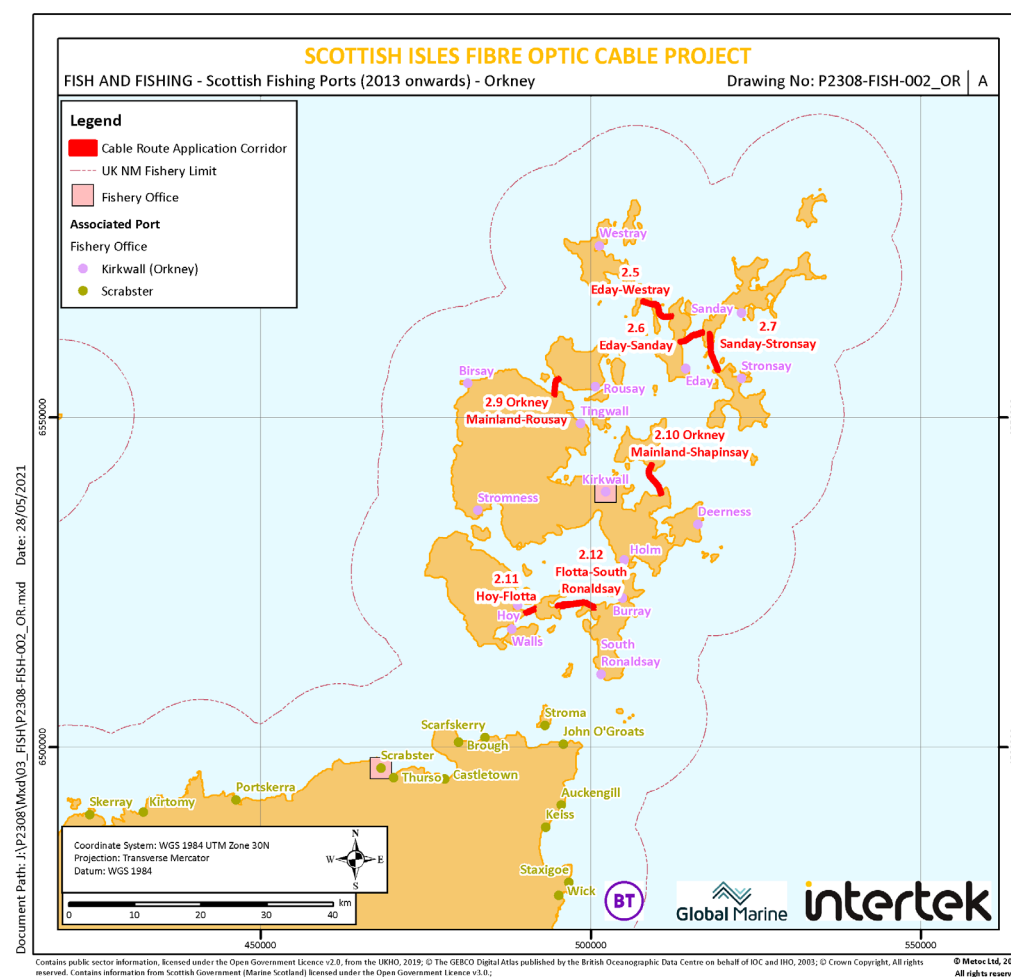 SCOTTISH ISLES FIBRE OPTIC CABLE PROJECT
FISH AND FISHING - Scottish Fishing Ports (2013 onwards) - Orkney
Drawing No: P2308-FISH-002_OR
A
Legend
Cable Route Application Corridor
UK NM Fishery Limit
Fishery Office
Associated Port
Fishery Office
Kirkwall (Orkney)
Scrabster
Westray
2.5
Eday-Westray
Sanday
2.6
Eday-Sanday
2.7
Sanday-Stronsay
Eday
Stronsay
Birsay
Rousay
2.9 Orkney
Mainland-Rousay
Tingwall
2.10 Orkney
Mainland-Shapinsay
Kirkwall
Stromness
Deerness
Holm
2.12
Flotta-South
Ronaldsay
2.11
Hoy-Flotta
Hoy
Burray
Walls
South
Ronaldsay
Stroma
Scarfskerry
John O'Groats
Brough
Scrabster
Thurso
Castletown
Portskerra
Skerray
Kirtomy
Auckengill
Keiss
Staxigoe
Wick
Coordinate System: WGS 1984 UTM Zone 30N
Projection: Transverse Mercator
Datum: WGS 1984
N
W
E
S
km
0
10
20
30
40
BT
Global Marine
intertek
450000
500000
550000
6550000
6500000
Document Path: J:\P2308\Mxd\03_FISH\P2308-FISH-002_OR.mxd
Date: 28/05/2021
Contains public sector information, licensed under the Open Government Licence v2.0, from the UKHO, 2019; © The GEBCO Digital Atlas published by the British Oceanographic Data Centre on behalf of IOC and IHO, 2003; © Crown Copyright, All rights
reserved. Contains information from Scottish Government (Marine Scotland) licensed under the Open Government Licence v3.0.;
© Metoc Ltd, 20
All rights reserve